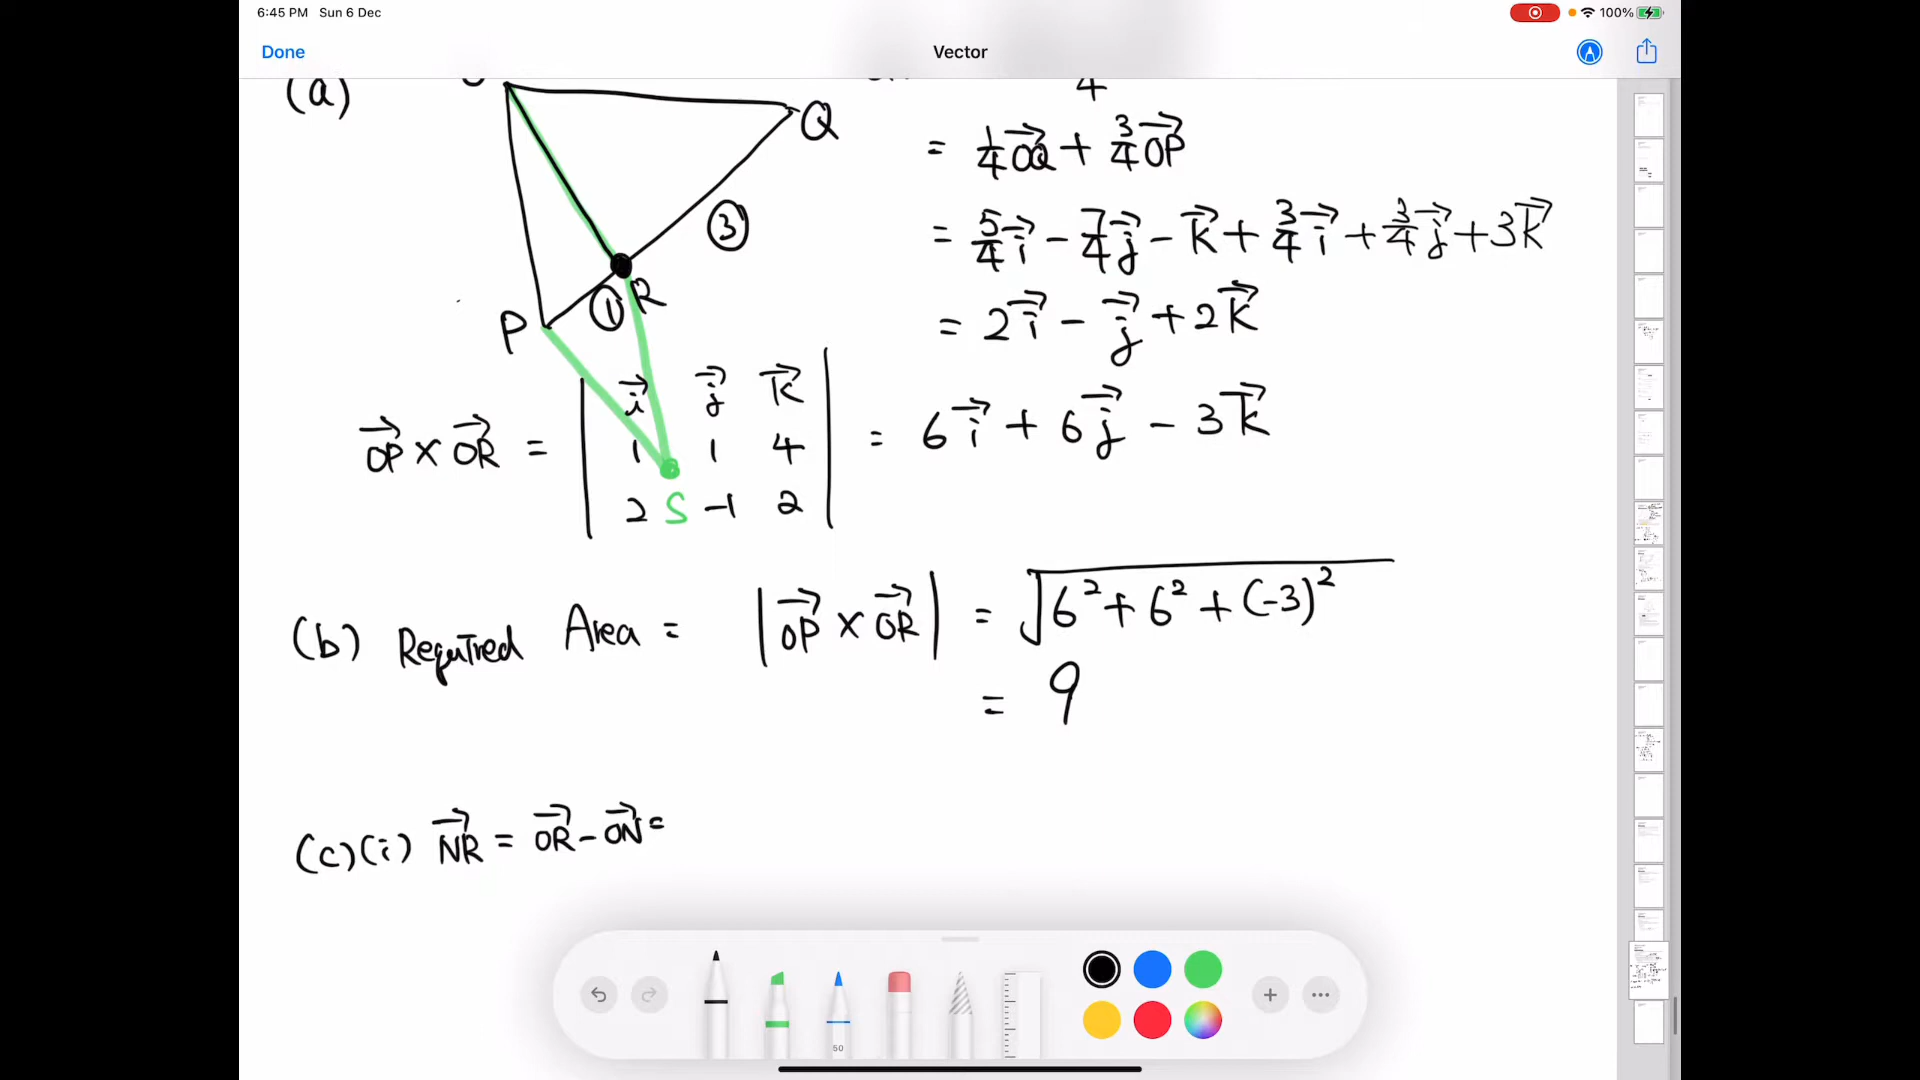 6:45 PM Sun 6 Dec
100%
Done
Vector
(a)
Q
4
= 1/4 OQ⃗ + 3/4 OP⃗
③
= 5/4 i⃗ − 7/4 j⃗ − k⃗ + 3/4 i⃗ + 3/4 j⃗ + 3k⃗
① R
P
= 2i⃗ − j⃗ + 2k⃗
OP⃗ × OR⃗ = | i⃗ j⃗ k⃗ | = 6i⃗ + 6j⃗ − 3k⃗
1 1 4
2 −1 2
S
(b) Required Area = |OP⃗ × OR⃗| = √(6² + 6² + (−3)²)
= 9
(c)(i) NR⃗ = OR⃗ − ON⃗ =
50